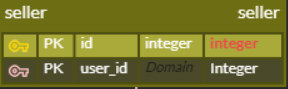 seller seller
PK id integer integer
PK user_id Domain Integer